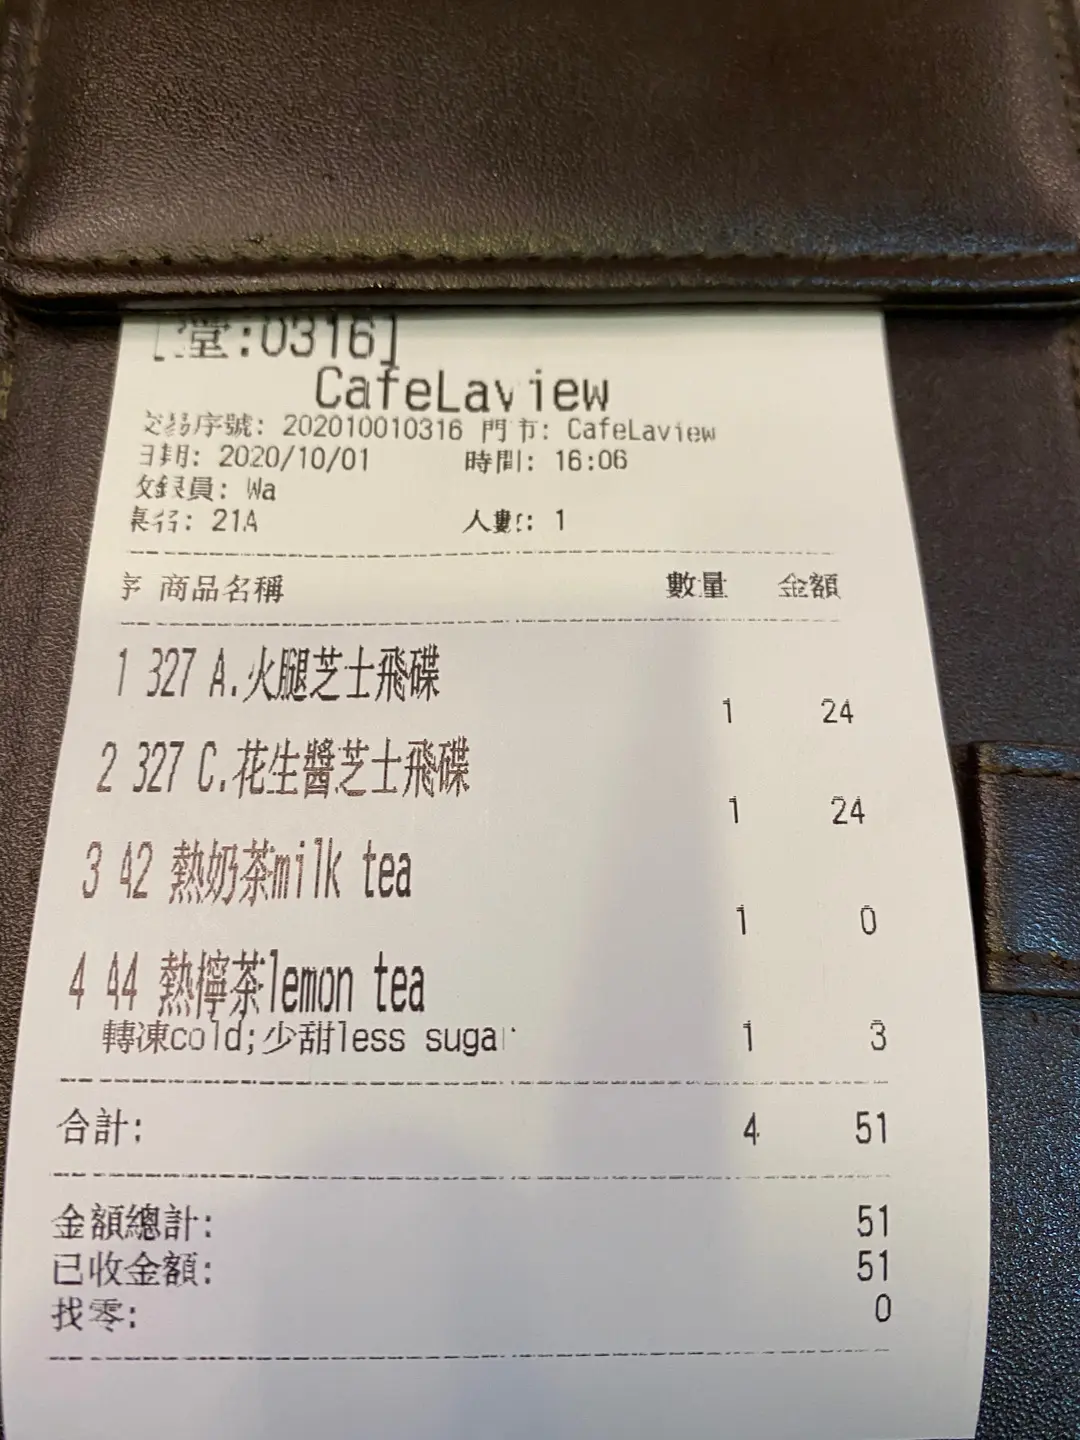 [堂:0316]
CafeLaview
交易序號: 202010010316 門市: CafeLaview
日期: 2020/10/01 時間: 16:06
收銀員: Wa
桌名: 21A 人數: 1
序 商品名稱 數量 金額
1 327 A.火腿芝士飛碟
1 24
2 327 C.花生醬芝士飛碟
1 24
3 42 熱奶茶milk tea
1 0
4 44 熱檸茶lemon tea
轉凍cold;少甜less sugar 1 3
合計: 4 51
金額總計: 51
已收金額: 51
找零: 0